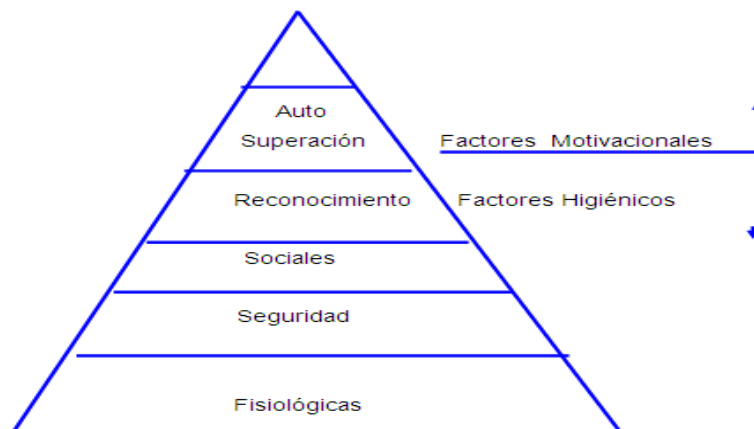 Auto
Superación
Factores Motivacionales
Reconocimiento
Factores Higiénicos
Sociales
Seguridad
Fisiológicas